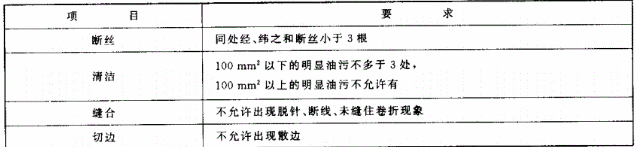 项 目 要 求
断丝 同处经、纬之和断丝小于 3 根
清洁 100 mm² 以下的明显油污不多于 3 处，
100 mm² 以上的明显油污不允许有
缝合 不允许出现脱针、断线、未缝住卷折现象
切边 不允许出现散边